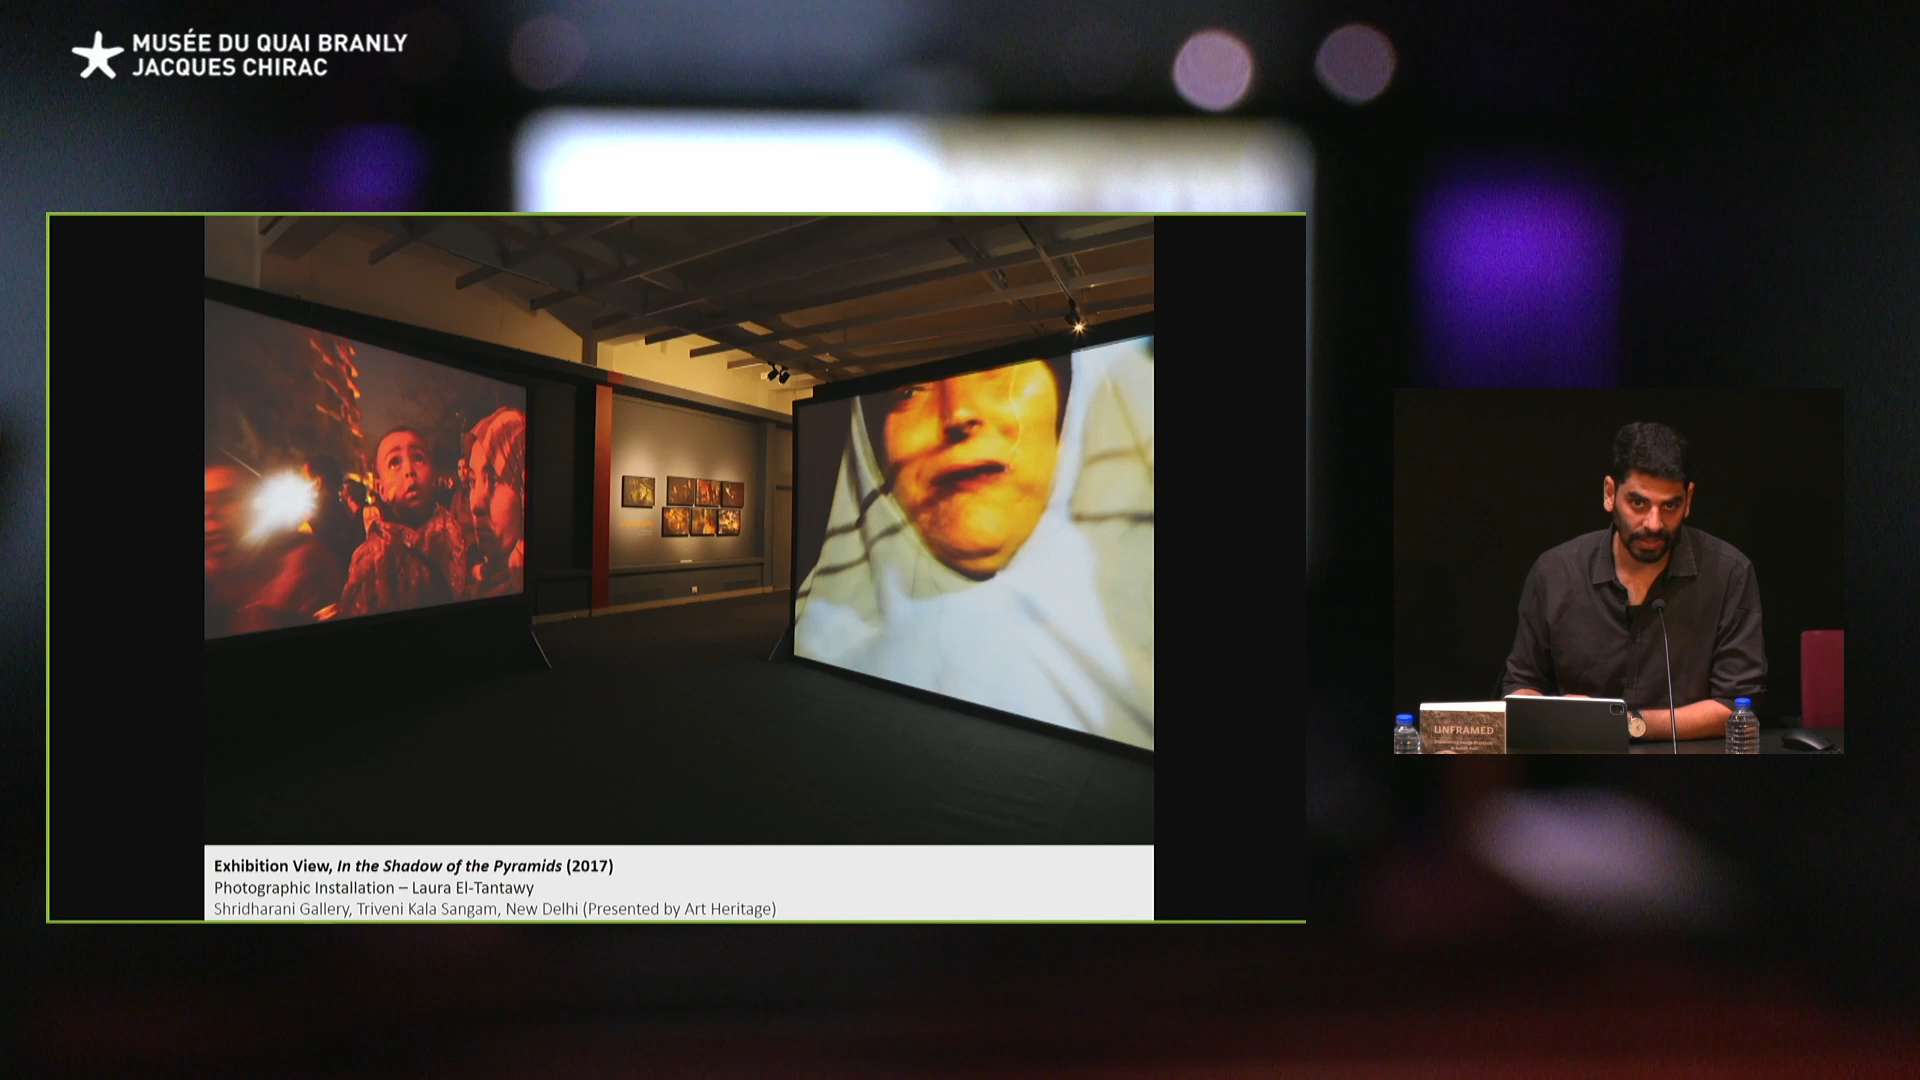 MUSÉE DU QUAI BRANLY
JACQUES CHIRAC
Exhibition View, In the Shadow of the Pyramids (2017)
Photographic Installation – Laura El-Tantawy
Shridharani Gallery, Triveni Kala Sangam, New Delhi (Presented by Art Heritage)
UNFRAMED